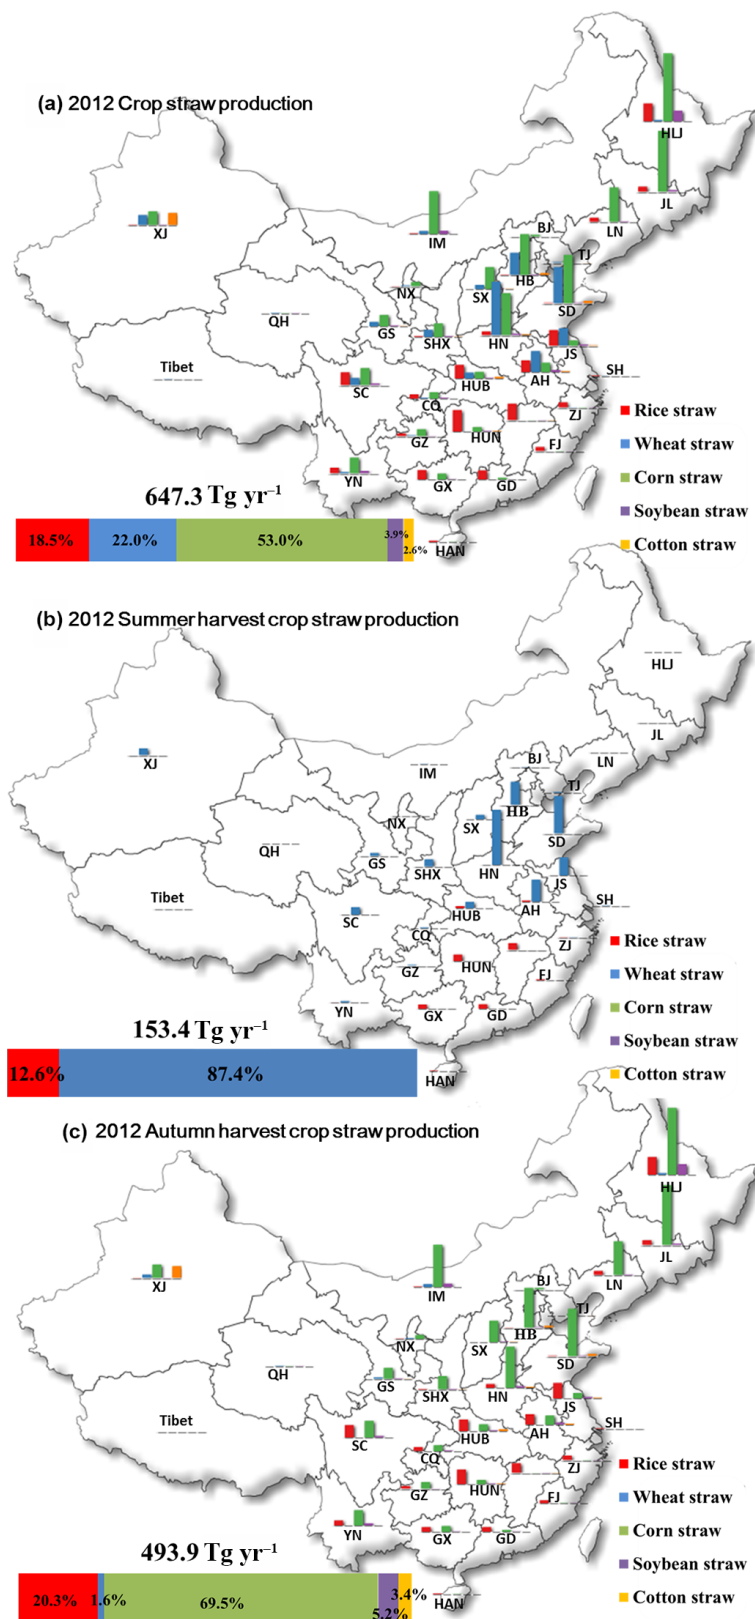 (a) 2012 Crop straw production
HLJ
JL
LN
XJ
IM
BJ
TJ
HB
NX
SX
SD
QH
GS
SHX
HN
JS
Tibet
SC
HUB
AH
SH
CQ
ZJ
GZ
HUN
FJ
YN
GX
GD
HAN
Rice straw
Wheat straw
Corn straw
Soybean straw
Cotton straw
647.3 Tg yr⁻¹
18.5% 22.0% 53.0% 3.9% 2.6%
(b) 2012 Summer harvest crop straw production
HLJ
JL
LN
XJ
IM
BJ
TJ
HB
NX
SX
SD
QH
GS
SHX
HN
JS
Tibet
SC
HUB
AH
SH
CQ
ZJ
GZ
HUN
FJ
YN
GX
GD
HAN
Rice straw
Wheat straw
Corn straw
Soybean straw
Cotton straw
153.4 Tg yr⁻¹
12.6% 87.4%
(c) 2012 Autumn harvest crop straw production
HLJ
JL
LN
XJ
IM
BJ
TJ
HB
NX
SX
SD
QH
GS
SHX
HN
JS
Tibet
SC
HUB
AH
SH
CQ
ZJ
GZ
HUN
FJ
YN
GX
GD
HAN
Rice straw
Wheat straw
Corn straw
Soybean straw
Cotton straw
493.9 Tg yr⁻¹
20.3% 1.6% 69.5% 5.2% 3.4%